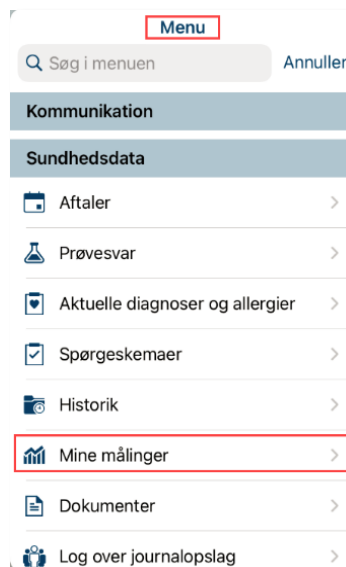 Menu
Søg i menuen
Annuller
Kommunikation
Sundhedsdata
Aftaler
Prøvesvar
Aktuelle diagnoser og allergier
Spørgeskemaer
Historik
Mine målinger
Dokumenter
Log over journalopslag